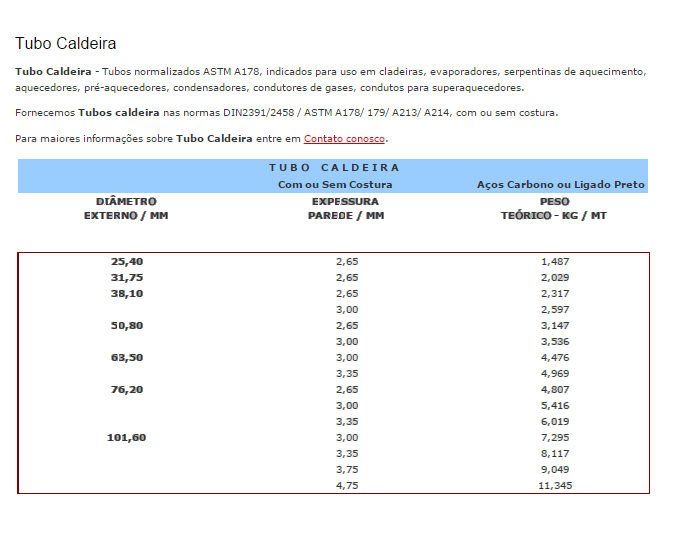 Tubo Caldeira
Tubo Caldeira - Tubos normalizados ASTM A178, indicados para uso em cladeiras, evaporadores, serpentinas de aquecimento,
aquecedores, pré-aquecedores, condensadores, condutores de gases, condutos para superaquecedores.
Fornecemos Tubos caldeira nas normas DIN2391/2458 / ASTM A178/ 179/ A213/ A214, com ou sem costura.
Para maiores informações sobre Tubo Caldeira entre em Contato conosco.
TUBO CALDEIRA
Com ou Sem Costura Aços Carbono ou Ligado Preto
DIÂMETRO EXPESSURA PESO
EXTERNO / MM PAREDE / MM TEÓRICO - KG / MT
25,40 2,65 1,487
31,75 2,65 2,029
38,10 2,65 2,317
3,00 2,597
50,80 2,65 3,147
3,00 3,536
63,50 3,00 4,476
3,35 4,969
76,20 2,65 4,807
3,00 5,416
3,35 6,019
101,60 3,00 7,295
3,35 8,117
3,75 9,049
4,75 11,345